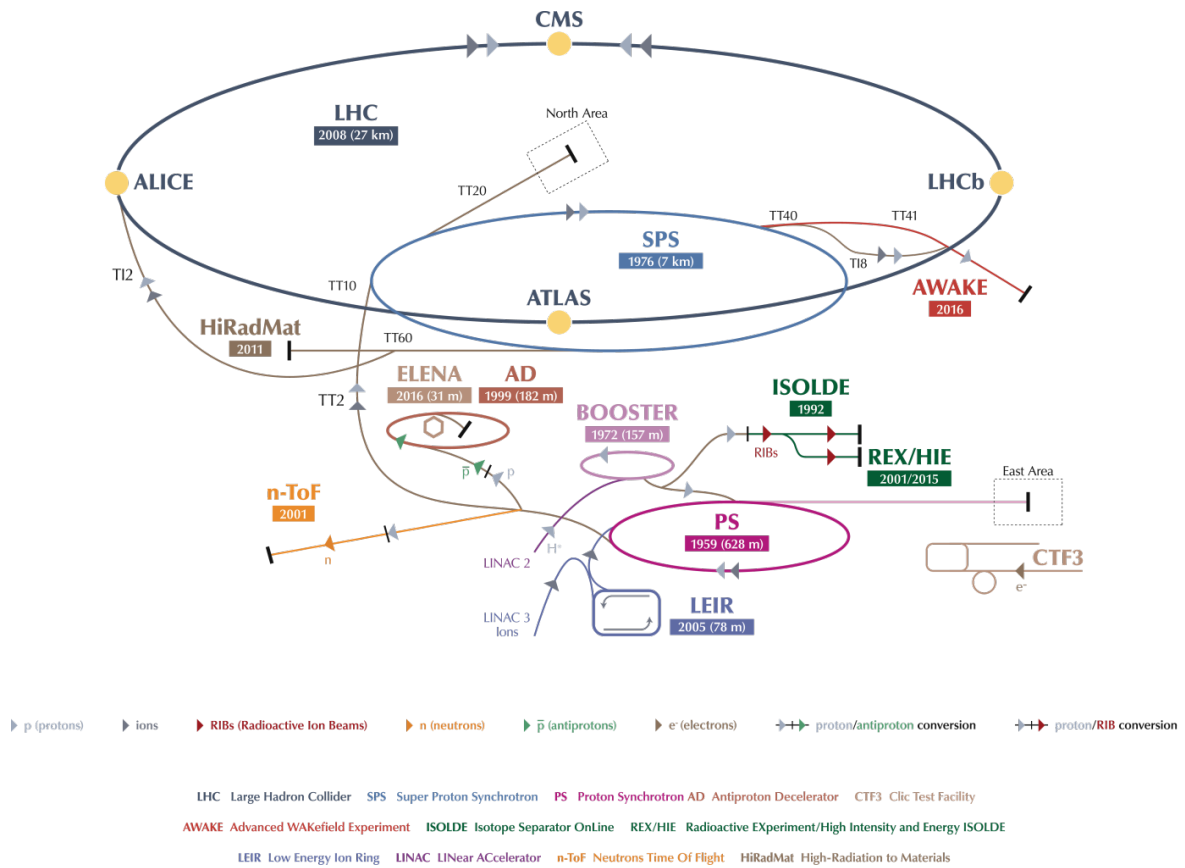 CMS
LHC
2008 (27 km)
North Area
ALICE
TT20
LHCb
TT40
TT41
SPS
1976 (7 km)
TI8
TI2
TT10
ATLAS
AWAKE
2016
HiRadMat
2011
TT60
ELENA
2016 (31 m)
AD
1999 (182 m)
TT2
BOOSTER
1972 (157 m)
ISOLDE
1992
RIBs
REX/HIE
2001/2015
p̅
p
East Area
n-ToF
2001
n
PS
1959 (628 m)
H⁺
LINAC 2
CTF3
e⁻
LINAC 3
Ions
LEIR
2005 (78 m)
p (protons) ions RIBs (Radioactive Ion Beams) n (neutrons) p̅ (antiprotons) e⁻ (electrons) proton/antiproton conversion proton/RIB conversion
LHC Large Hadron Collider SPS Super Proton Synchrotron PS Proton Synchrotron AD Antiproton Decelerator CTF3 Clic Test Facility
AWAKE Advanced WAKefield Experiment ISOLDE Isotope Separator OnLine REX/HIE Radioactive EXperiment/High Intensity and Energy ISOLDE
LEIR Low Energy Ion Ring LINAC LINear ACcelerator n-ToF Neutrons Time Of Flight HiRadMat High-Radiation to Materials